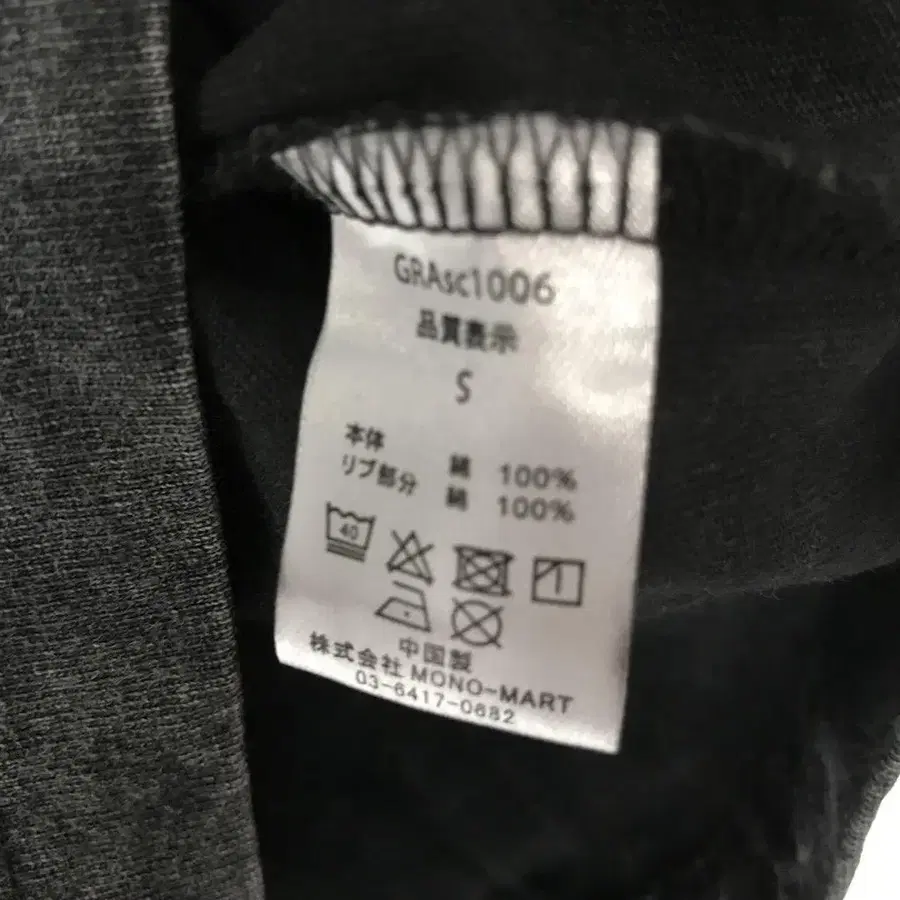 GRAsc1006
品質表示
S
本体 綿 100%
リブ部分 綿 100%
40
中国製
株式会社 MONO-MART
03-6417-0682